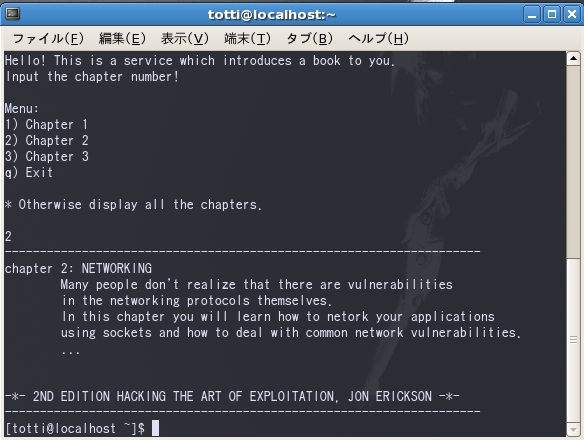 totti@localhost:~
ファイル(F) 編集(E) 表示(V) 端末(T) タブ(B) ヘルプ(H)
Hello! This is a service which introduces a book to you.
Input the chapter number!
Menu:
1) Chapter 1
2) Chapter 2
3) Chapter 3
q) Exit
* Otherwise display all the chapters.
2
--------------------------------------------------------------------
chapter 2: NETWORKING
Many people don't realize that there are vulnerabilities
in the networking protocols themselves.
In this chapter you will learn how to netork your applications
using sockets and how to deal with common network vulnerabilities.
...
-*- 2ND EDITION HACKING THE ART OF EXPLOITATION, JON ERICKSON -*-
--------------------------------------------------------------------
[totti@localhost ~]$